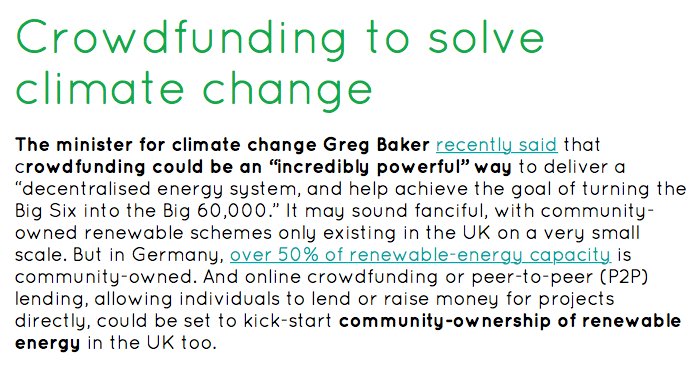 Crowdfunding to solve
climate change
The minister for climate change Greg Baker recently said that
crowdfunding could be an “incredibly powerful” way to deliver a
“decentralised energy system, and help achieve the goal of turning the
Big Six into the Big 60,000.” It may sound fanciful, with community-
owned renewable schemes only existing in the UK on a very small
scale. But in Germany, over 50% of renewable-energy capacity is
community-owned. And online crowdfunding or peer-to-peer (P2P)
lending, allowing individuals to lend or raise money for projects
directly, could be set to kick-start community-ownership of renewable
energy in the UK too.